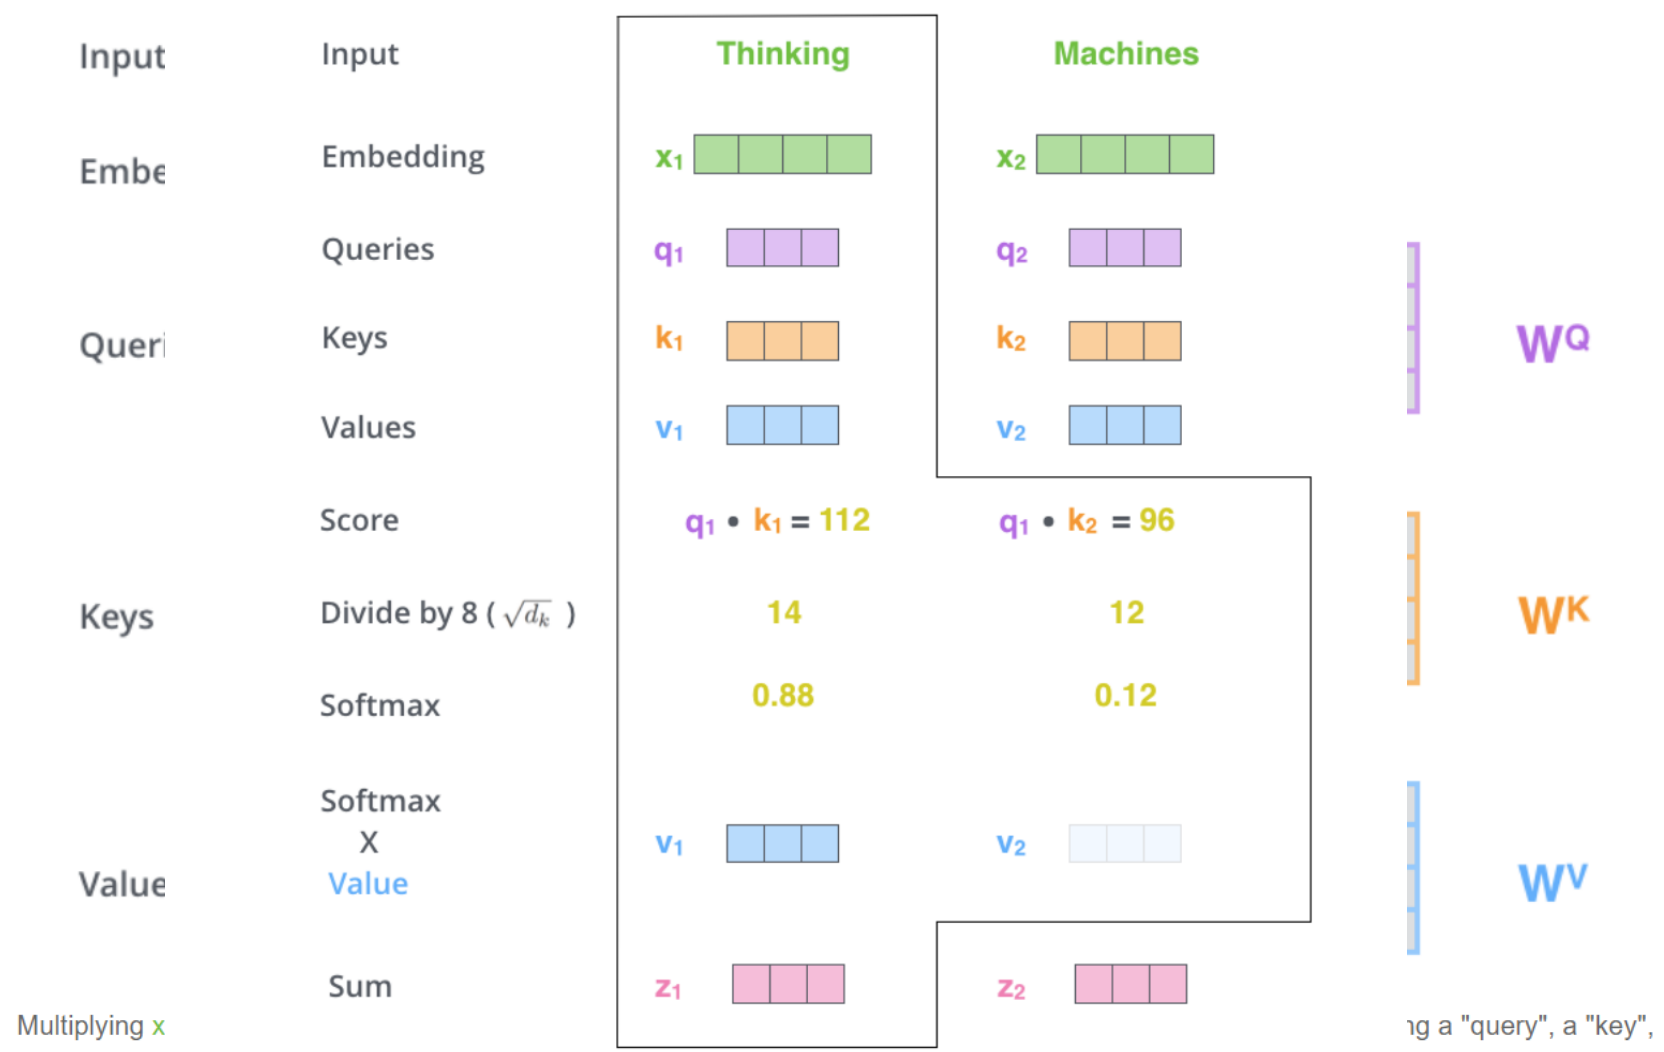 Input Input Thinking Machines
Embe Embedding x1 x2
Queries q1 q2
Queri Keys k1 k2 WQ
Values v1 v2
Score q1 • k1 = 112 q1 • k2 = 96
Keys Divide by 8 ( √dk ) 14 12 WK
Softmax 0.88 0.12
Softmax
X v1 v2
Value Value WV
Sum z1 z2
Multiplying x ng a "query", a "key",